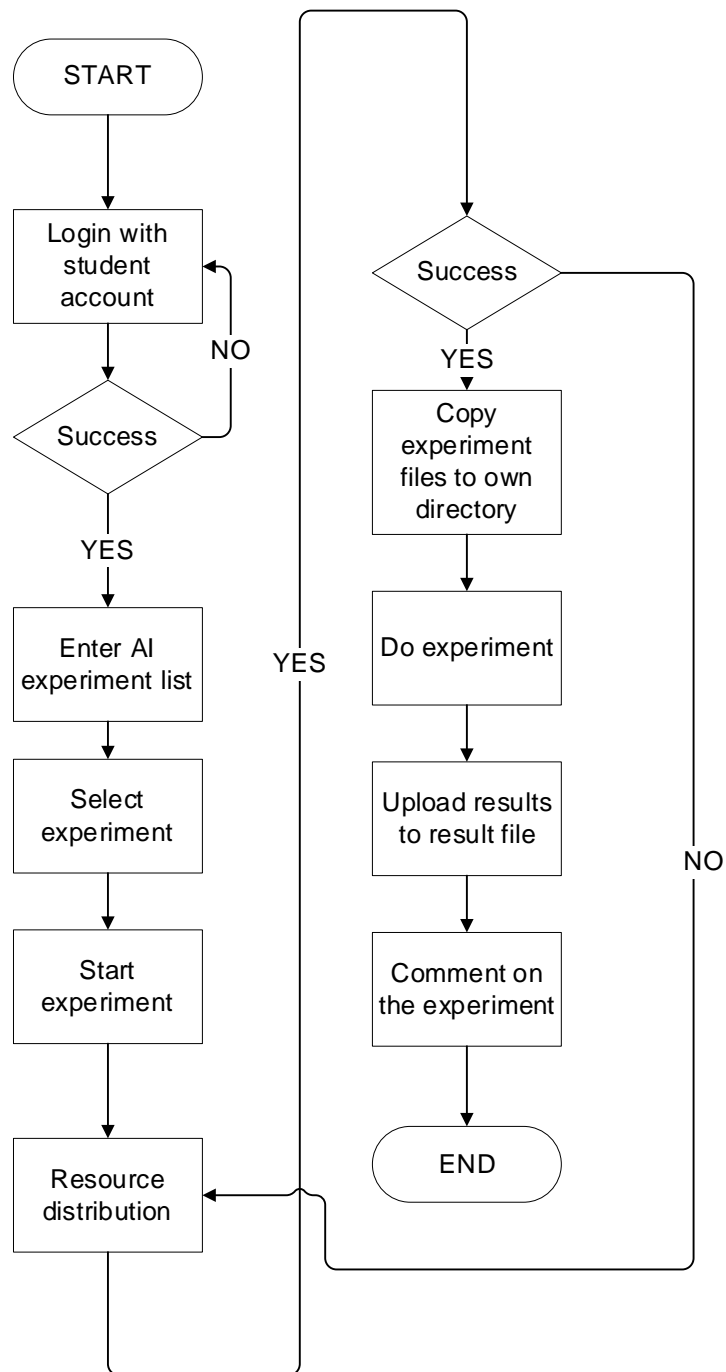 START
Login with
student
account
NO
Success
YES
Enter AI
experiment list
Select
experiment
Start
experiment
Resource
distribution
YES
Success
YES
Copy
experiment
files to own
directory
Do experiment
Upload results
to result file
NO
Comment on
the experiment
END